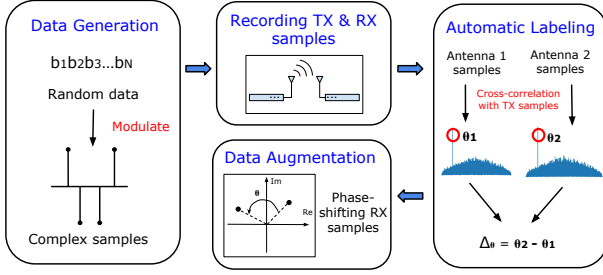 Data Generation
b1b2b3...bN
Random data
Modulate
Complex samples
Recording TX & RX
samples
Data Augmentation
θ
Im
Re
Phase-
shifting RX
samples
Automatic Labeling
Antenna 1
samples
Antenna 2
samples
Cross-correlation
with TX samples
θ1
θ2
Δθ = θ2 - θ1